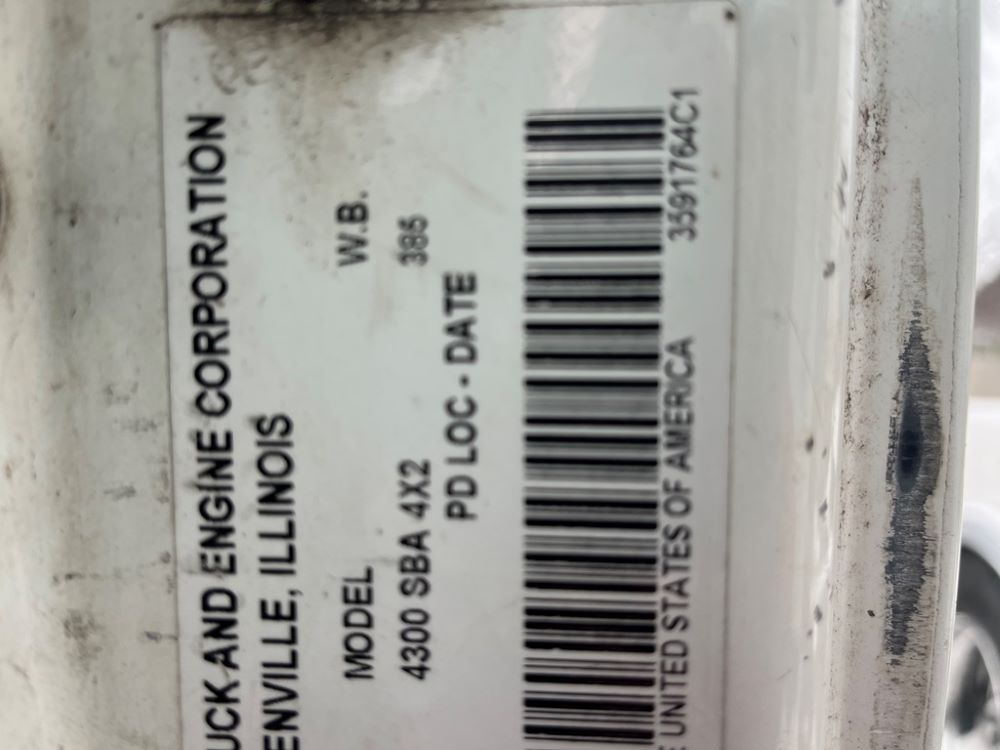 UCK AND ENGINE CORPORATION
ENVILLE, ILLINOIS
MODEL W.B.
4300 SBA 4X2 385
PD LOC - DATE
E UNITED STATES OF AMERICA 3591764C1